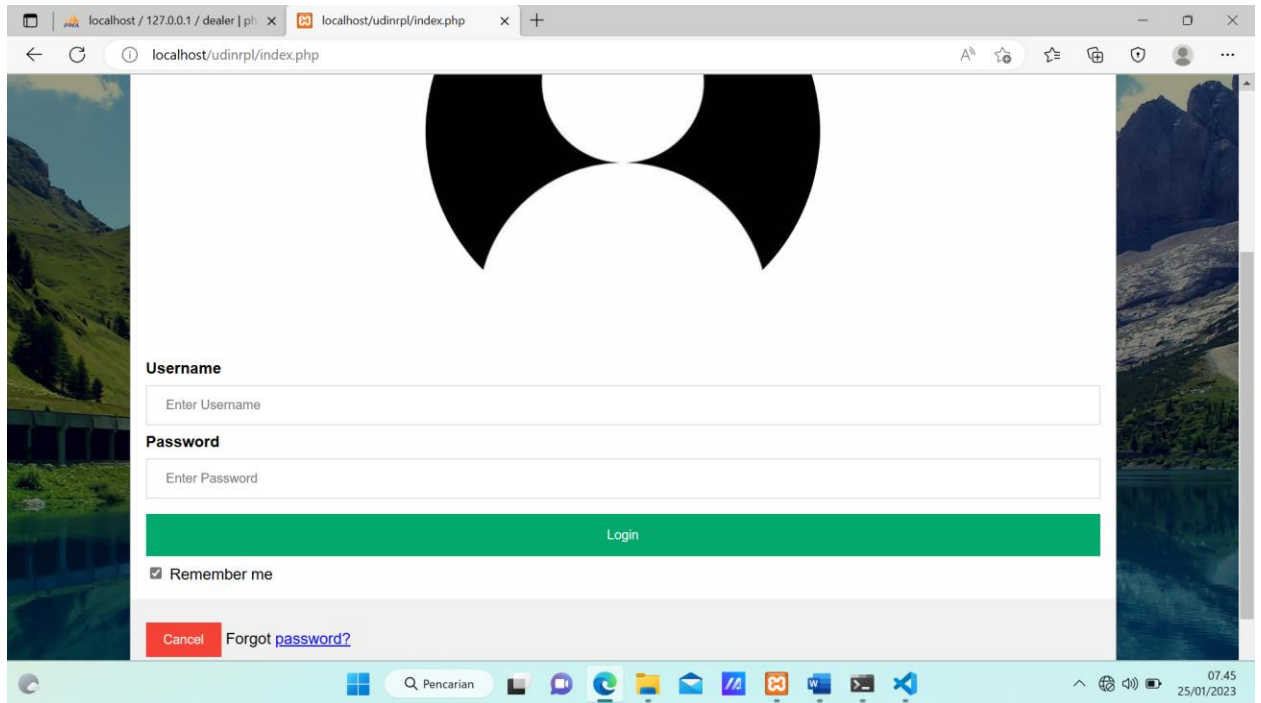 localhost / 127.0.0.1 / dealer | ph
localhost/udinrpl/index.php
localhost/udinrpl/index.php
Username
Enter Username
Password
Enter Password
Login
Remember me
Cancel Forgot password?
Pencarian
07.45
25/01/2023